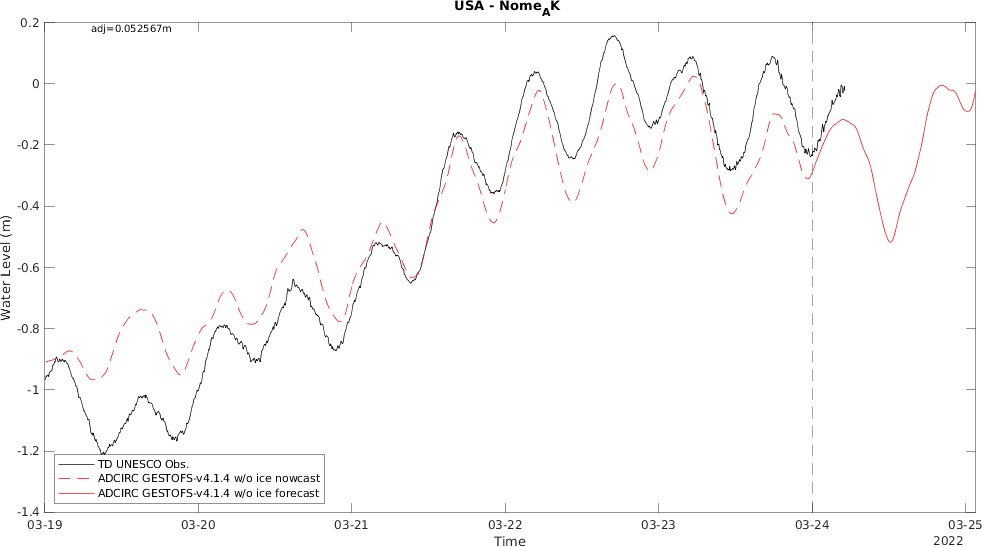 USA - Nome_AK
adj=0.052567m
0.2
0
-0.2
-0.4
-0.6
-0.8
-1
-1.2
-1.4
Water Level (m)
TD UNESCO Obs.
ADCIRC GESTOFS-v4.1.4 w/o ice nowcast
ADCIRC GESTOFS-v4.1.4 w/o ice forecast
03-19 03-20 03-21 03-22 03-23 03-24 03-25
Time
2022